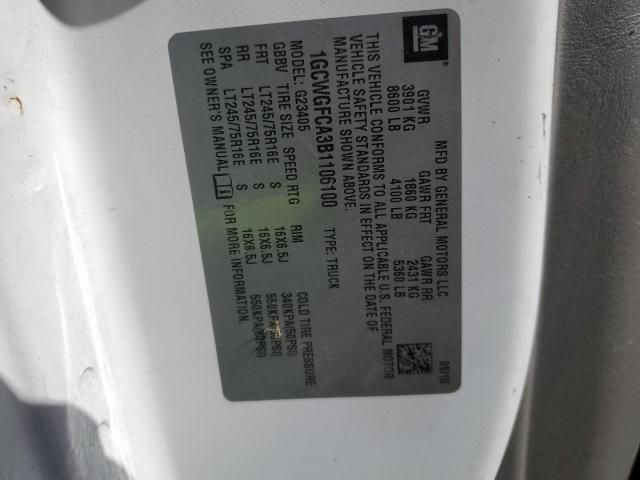 GM
MFD BY GENERAL MOTORS LLC 09/10
GVWR GAWR FRT GAWR RR
3901 KG 1860 KG 2431 KG
8600 LB 4100 LB 5360 LB
THIS VEHICLE CONFORMS TO ALL APPLICABLE U.S. FEDERAL MOTOR
VEHICLE SAFETY STANDARDS IN EFFECT ON THE DATE OF
MANUFACTURE SHOWN ABOVE.
1GCWGFCA3B1106100 TYPE: TRUCK
MODEL: G23405
GBBV TIRE SIZE SPEED RTG RIM COLD TIRE PRESSURE
FRT LT245/75R16E S 16X6.5J 340KPA(50PSI)
RR LT245/75R16E S 16X6.5J
SPA LT245/75R16E S 16X6.5J
SEE OWNER'S MANUAL FOR MORE INFORMATION.